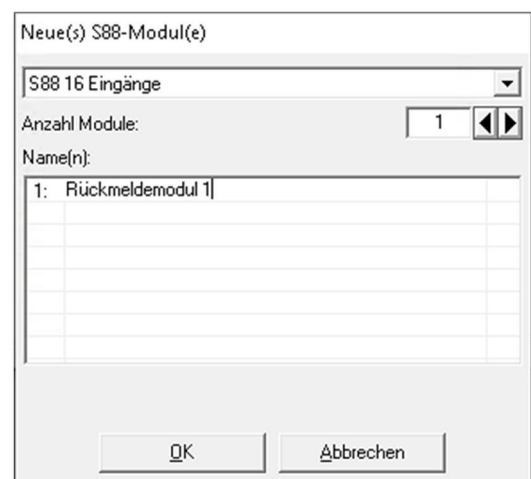 Neue(s) S88-Modul(e)
S88 16 Eingänge
Anzahl Module: 1
Name(n):
1: Rückmeldemodul 1
OK Abbrechen